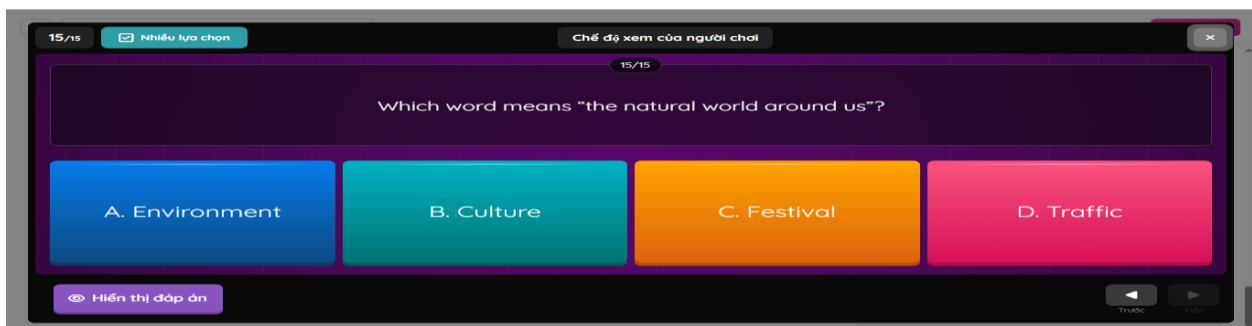 15/15
Nhiều lựa chọn
Chế độ xem của người chơi
15/15
Which word means “the natural world around us”?
A. Environment
B. Culture
C. Festival
D. Traffic
Hiển thị đáp án
Trước
Tiếp